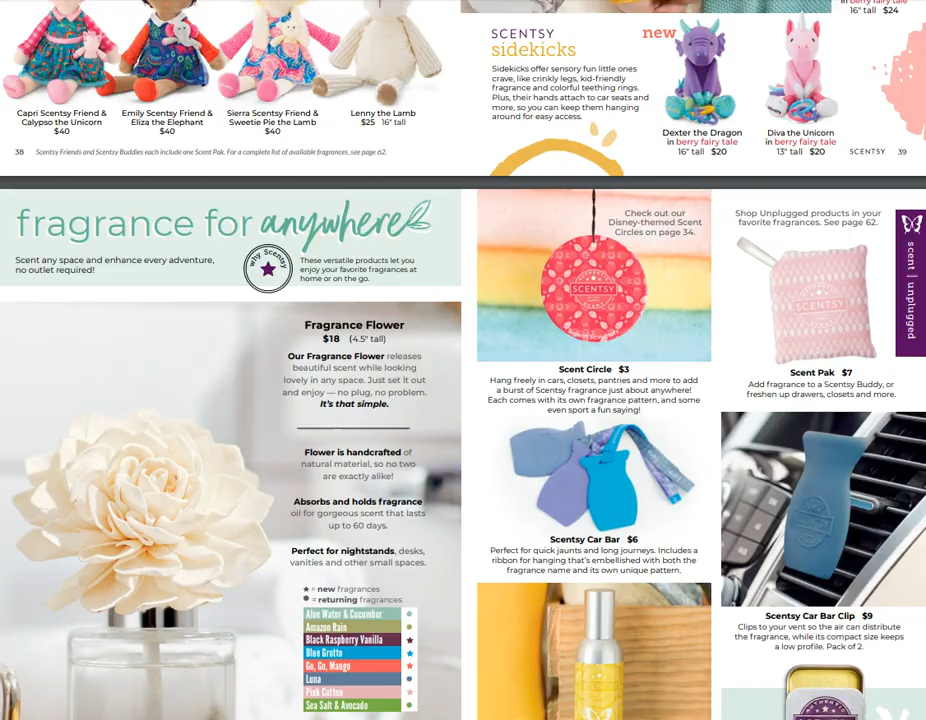 in berry fairy tale
16" tall $24
Capri Scentsy Friend &
Calypso the Unicorn
$40
Emily Scentsy Friend &
Eliza the Elephant
$40
Sierra Scentsy Friend &
Sweetie Pie the Lamb
$40
Lenny the Lamb
$25 16" tall
38 Scentsy Friends and Scentsy Buddies each include one Scent Pak. For a complete list of available fragrances, see page 62.
SCENTSY
sidekicks
Sidekicks offer sensory fun little ones
crave, like crinkly legs, kid-friendly
fragrance and colorful teething rings.
Plus, their hands attach to car seats and
more, so you can keep them hanging
around for easy access.
new
Dexter the Dragon
in berry fairy tale
16" tall $20
Diva the Unicorn
in berry fairy tale
13" tall $20
SCENTSY 39
fragrance for anywhere
Scent any space and enhance every adventure,
no outlet required!
why Scentsy
These versatile products let you
enjoy your favorite fragrances at
home or on the go.
Fragrance Flower
$18 (4.5" tall)
Our Fragrance Flower releases
beautiful scent while looking
lovely in any space. Just set it out
and enjoy — no plug, no problem.
It's that simple.
Flower is handcrafted of
natural material, so no two
are exactly alike!
Absorbs and holds fragrance
oil for gorgeous scent that lasts
up to 60 days.
Perfect for nightstands, desks,
vanities and other small spaces.
★ = new fragrances
● = returning fragrances
Aloe Water & Cucumber
Amazon Rain
Black Raspberry Vanilla
Blue Grotto
Go, Go, Mango
Luna
Pink Cotton
Sea Salt & Avocado
Check out our
Disney-themed Scent
Circles on page 34.
SCENTSY
Scent Circle $3
Hang freely in cars, closets, pantries and more to add
a burst of Scentsy fragrance just about anywhere!
Each comes with its own fragrance pattern, and some
even sport a fun saying!
Scentsy Car Bar $6
Perfect for quick jaunts and long journeys. Includes a
ribbon for hanging that's embellished with both the
fragrance name and its own unique pattern.
SCENTSY
Shop Unplugged products in your
favorite fragrances. See page 62.
SCENTSY
scent | unplugged
Scent Pak $7
Add fragrance to a Scentsy Buddy, or
freshen up drawers, closets and more.
Scentsy Car Bar Clip $9
Clips to your vent so the air can distribute
the fragrance, while its compact size keeps
a low profile. Pack of 2.
AUTHENTIC